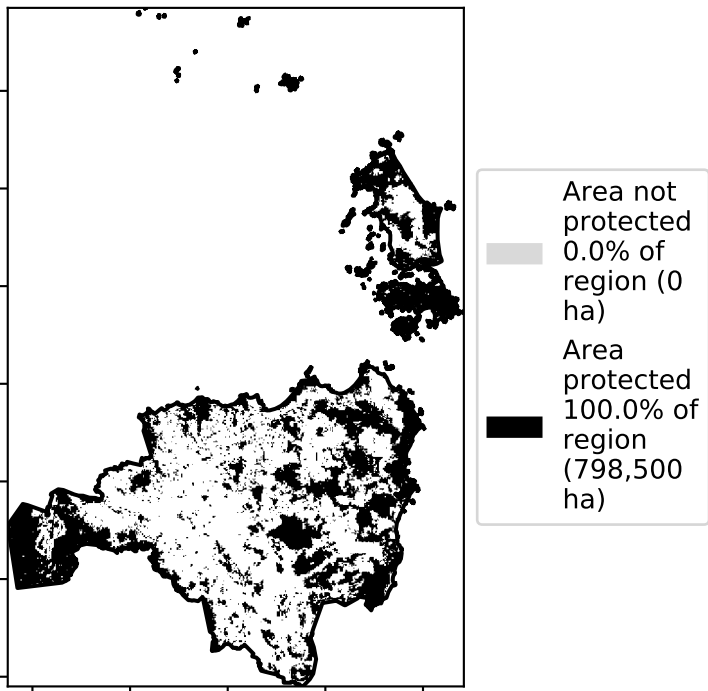 Area not
protected
0.0% of
region (0
ha)
Area
protected
100.0% of
region
(798,500
ha)